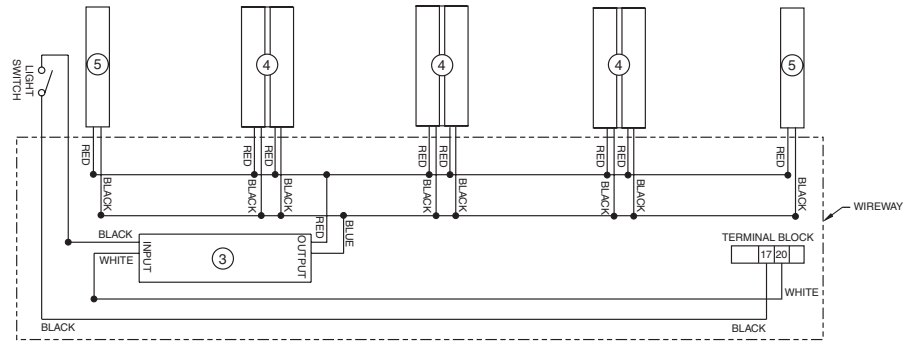 5
4
4
4
5
LIGHT
SWITCH
RED
RED
RED
RED
RED
RED
RED
RED
BLACK
BLACK
BLACK
BLACK
BLACK
BLACK
BLACK
BLACK
WIREWAY
RED
BLUE
BLACK
WHITE
INPUT
3
OUTPUT
TERMINAL BLOCK
17 20
WHITE
BLACK
BLACK